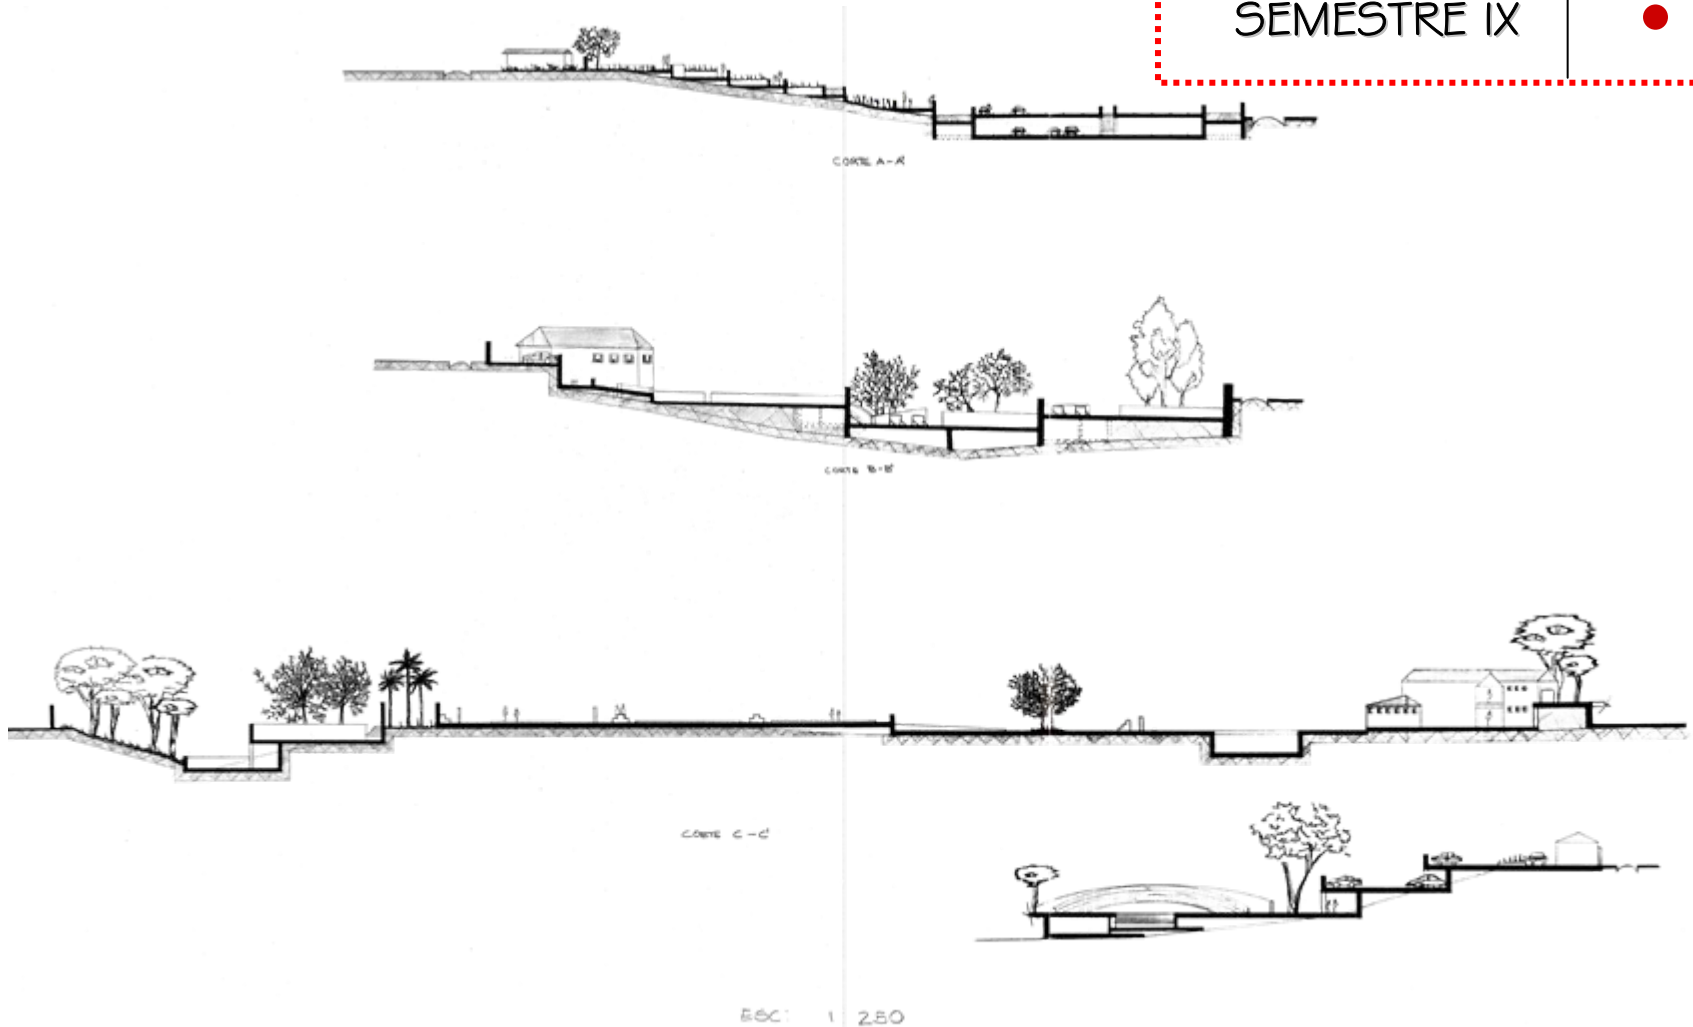 SEMESTRE IX
CORTE A-A'
CORTE B-B'
CORTE C-C'
ESC: 1 250